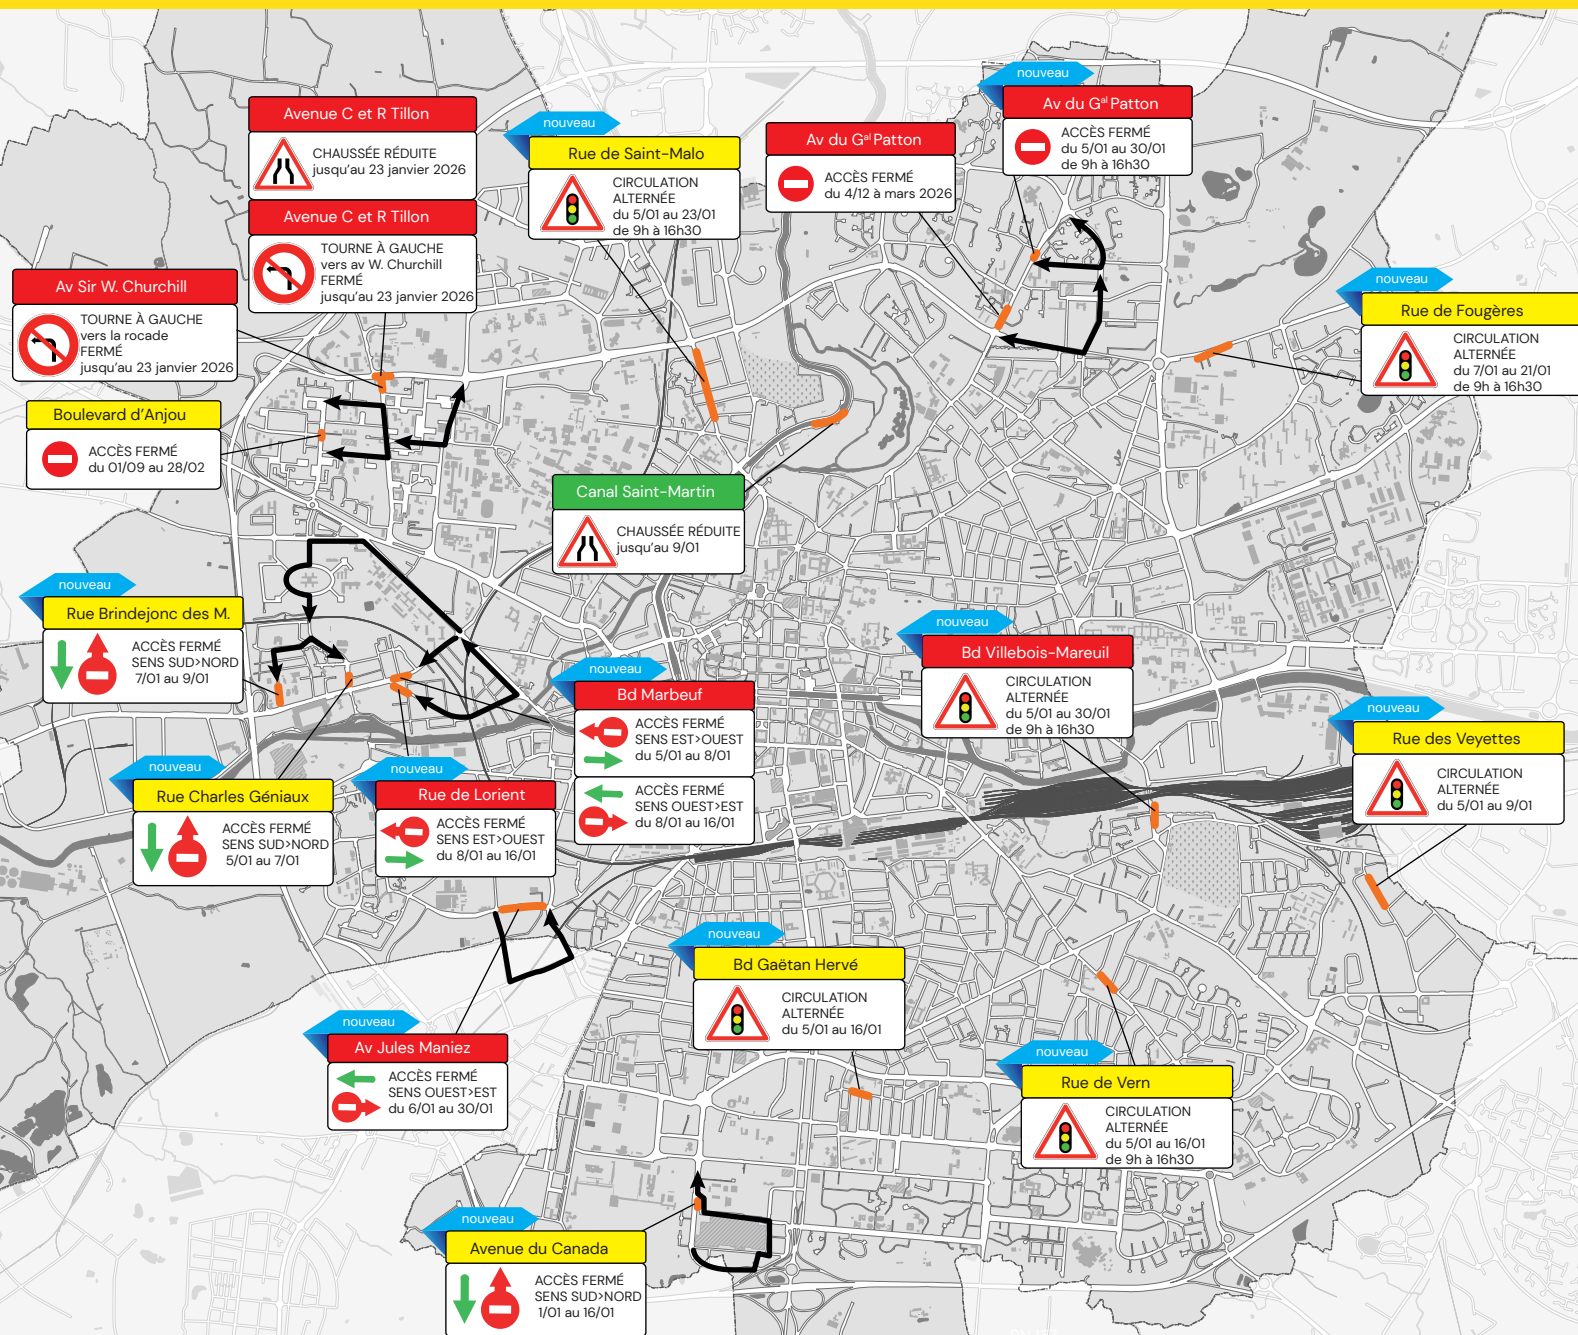 Avenue C et R Tillon
CHAUSSÉE RÉDUITE
jusqu'au 23 janvier 2026
nouveau
Rue de Saint-Malo
CIRCULATION
ALTERNÉE
du 5/01 au 23/01
de 9h à 16h30
Av du Gal Patton
ACCÈS FERMÉ
du 4/12 à mars 2026
nouveau
Av du Gal Patton
ACCÈS FERMÉ
du 5/01 au 30/01
de 9h à 16h30
Avenue C et R Tillon
TOURNE À GAUCHE
vers av W. Churchill
FERMÉ
jusqu'au 23 janvier 2026
Av Sir W. Churchill
TOURNE À GAUCHE
vers la rocade
FERMÉ
jusqu'au 23 janvier 2026
nouveau
Rue de Fougères
CIRCULATION
ALTERNÉE
du 7/01 au 21/01
de 9h à 16h30
Boulevard d'Anjou
ACCÈS FERMÉ
du 01/09 au 28/02
Canal Saint-Martin
CHAUSSÉE RÉDUITE
jusqu'au 9/01
nouveau
Rue Brindejonc des M.
ACCÈS FERMÉ
SENS SUD>NORD
7/01 au 9/01
nouveau
Bd Marbeuf
ACCÈS FERMÉ
SENS EST>OUEST
du 5/01 au 8/01
ACCÈS FERMÉ
SENS OUEST>EST
du 8/01 au 16/01
nouveau
Bd Villebois-Mareuil
CIRCULATION
ALTERNÉE
du 5/01 au 30/01
de 9h à 16h30
nouveau
Rue des Veyettes
CIRCULATION
ALTERNÉE
du 5/01 au 9/01
nouveau
Rue Charles Géniaux
ACCÈS FERMÉ
SENS SUD>NORD
5/01 au 7/01
nouveau
Rue de Lorient
ACCÈS FERMÉ
SENS EST>OUEST
du 8/01 au 16/01
nouveau
Bd Gaëtan Hervé
CIRCULATION
ALTERNÉE
du 5/01 au 16/01
nouveau
Av Jules Maniez
ACCÈS FERMÉ
SENS OUEST>EST
du 6/01 au 30/01
nouveau
Rue de Vern
CIRCULATION
ALTERNÉE
du 5/01 au 16/01
de 9h à 16h30
nouveau
Avenue du Canada
ACCÈS FERMÉ
SENS SUD>NORD
1/01 au 16/01